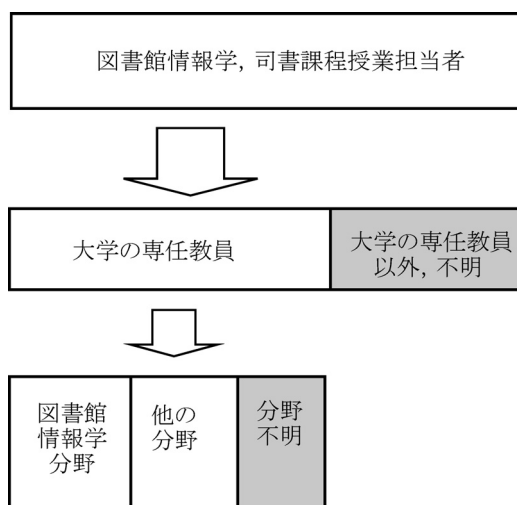 図書館情報学, 司書課程授業担当者
大学の専任教員
大学の専任教員
以外, 不明
図書館
情報学
分野
他の
分野
分野
不明